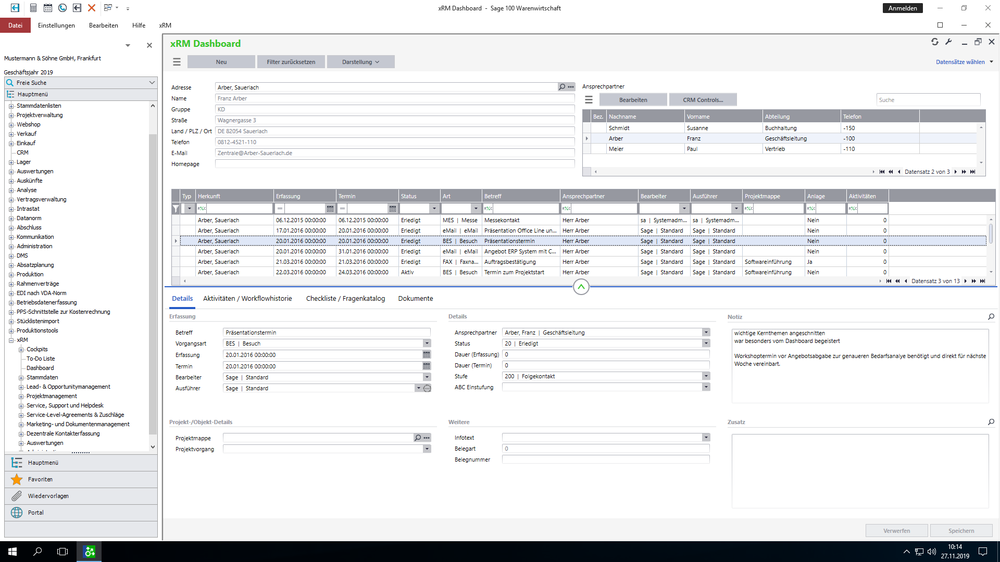 xRM Dashboard - Sage 100 Warenwirtschaft
Anmelden
Datei Einstellungen Bearbeiten Hilfe xRM
Mustermann & Söhne GmbH, Frankfurt
Geschäftsjahr 2019
Freie Suche
Hauptmenü
Stammdatenlisten
Projektverwaltung
Webshop
Verkauf
Einkauf
CRM
Lager
Auswertungen
Auskünfte
Analyse
Vertragsverwaltung
Intrastat
Datanorm
Abschluss
Kommunikation
Administration
DMS
Absatzplanung
Produktion
Rahmenverträge
EDI nach VDA-Norm
Betriebsdatenerfassung
PPS-Schnittstelle zur Kostenrechnung
Stücklistenimport
Produktionstools
xRM
Cockpits
To-Do Liste
Dashboard
Stammdaten
Lead- & Opportunitymanagement
Projektmanagement
Service, Support und Helpdesk
Service-Level-Agreements & Zuschläge
Marketing- und Dokumentenmanagement
Dezentrale Kontakterfassung
Auswertungen
Hauptmenü
Favoriten
Wiedervorlagen
Portal
xRM Dashboard
Neu Filter zurücksetzen Darstellung
Datensätze wählen
Adresse Arber, Sauerlach
Name Franz Arber
Gruppe KD
Straße Wagnergasse 3
Land / PLZ / Ort DE 82054 Sauerlach
Telefon 0812-4521-110
E-Mail Zentrale@Arber-Sauerlach.de
Homepage
Ansprechpartner
Bearbeiten CRM Controls... Suche
Bez. Nachname Vorname Abteilung Telefon
Schmidt Susanne Buchhaltung -150
Arber Franz Geschäftsleitung -100
Meier Paul Vertrieb -110
Datensatz 2 von 3
Typ Herkunft Erfassung Termin Status Art Betreff Ansprechpartner Bearbeiter Ausführer Projektmappe Anlage Aktivitäten
Arber, Sauerlach 06.12.2015 00:00:00 06.12.2015 00:00:00 Erledigt MES | Messe Messekontakt Herr Arber sa | Systemadm... sa | Systemadm... Nein 0
Arber, Sauerlach 17.01.2016 00:00:00 20.01.2016 00:00:00 Erledigt eMail | eMail Präsentation Office Line un... Herr Arber Sage | Standard Sage | Standard Nein 0
Arber, Sauerlach 20.01.2016 00:00:00 20.01.2016 00:00:00 Erledigt BES | Besuch Präsentationstermin Herr Arber Sage | Standard Sage | Standard Nein 0
Arber, Sauerlach 20.01.2016 00:00:00 31.01.2016 00:00:00 Erledigt eMail | eMail Angebot ERP System mit C... Herr Arber Sage | Standard Sage | Standard Nein 0
Arber, Sauerlach 21.03.2016 00:00:00 21.03.2016 00:00:00 Erledigt FAX | Faxna... Auftragsbestätigung Herr Arber Sage | Standard Sage | Standard Softwareinführung Ja 0
Arber, Sauerlach 22.03.2016 00:00:00 24.03.2016 00:00:00 Aktiv BES | Besuch Termin zum Projektstart Herr Arber Sage | Standard Sage | Standard Softwareinführung Nein 0
Datensatz 3 von 13
Details Aktivitäten / Workflowhistorie Checkliste / Fragenkatalog Dokumente
Erfassung
Betreff Präsentationstermin
Vorgangsart BES | Besuch
Erfassung 20.01.2016 00:00:00
Termin 20.01.2016 00:00:00
Bearbeiter Sage | Standard
Ausführer Sage | Standard
Details
Ansprechpartner Arber, Franz | Geschäftsleitung
Status 20 | Erledigt
Dauer (Erfassung) 0
Dauer (Termin) 0
Stufe 200 | Folgekontakt
ABC Einstufung
Notiz
wichtige Kernthemen angeschnitten
war besonders vom Dashboard begeistert
Workshoptermin vor Angebotsabgabe zur genaueren Bedarfsanalye benötigt und direkt für nächste
Woche vereinbart.
Projekt-/Objekt-Details
Projektmappe
Projektvorgang
Weitere
Infotext
Belegart 0
Belegnummer
Zusatz
Verwerfen Speichern
10:14
27.11.2019